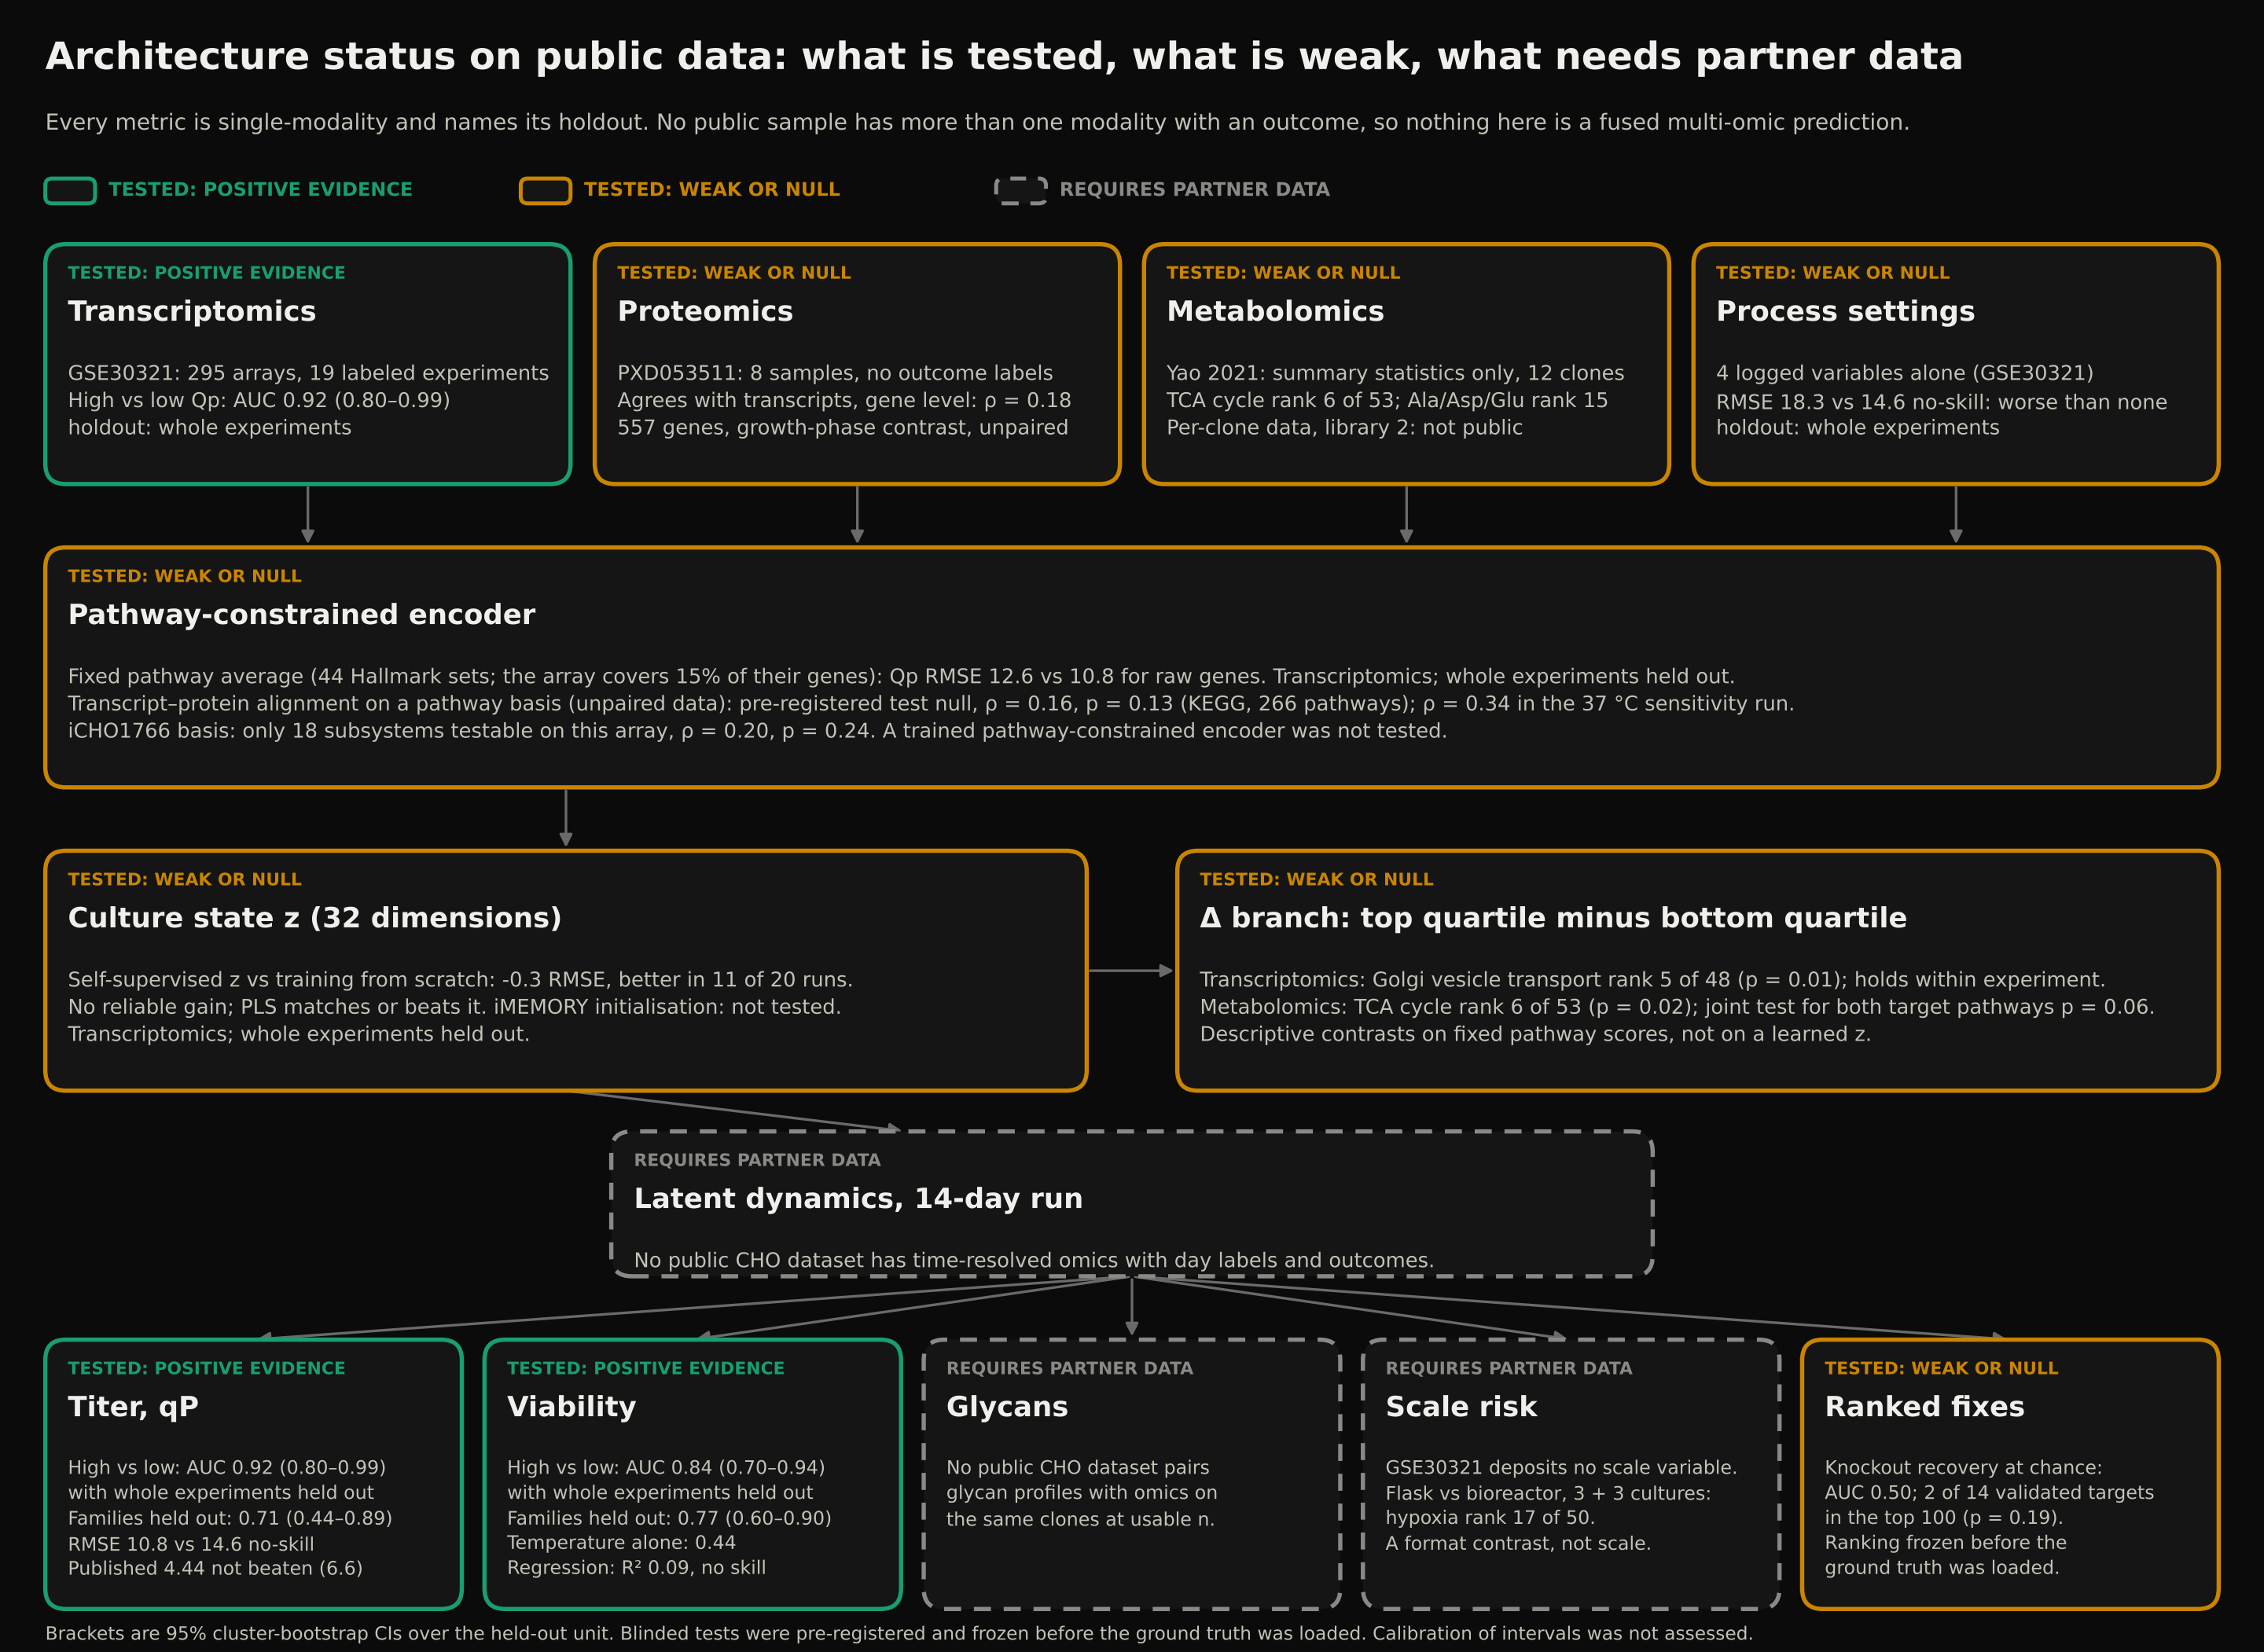 Architecture status on public data: what is tested, what is weak, what needs partner data
Every metric is single-modality and names its holdout. No public sample has more than one modality with an outcome, so nothing here is a fused multi-omic prediction.
TESTED: POSITIVE EVIDENCE
TESTED: WEAK OR NULL
REQUIRES PARTNER DATA
TESTED: POSITIVE EVIDENCE
Transcriptomics
GSE30321: 295 arrays, 19 labeled experiments
High vs low Qp: AUC 0.92 (0.80–0.99)
holdout: whole experiments
TESTED: WEAK OR NULL
Proteomics
PXD053511: 8 samples, no outcome labels
Agrees with transcripts, gene level: ρ = 0.18
557 genes, growth-phase contrast, unpaired
TESTED: WEAK OR NULL
Metabolomics
Yao 2021: summary statistics only, 12 clones
TCA cycle rank 6 of 53; Ala/Asp/Glu rank 15
Per-clone data, library 2: not public
TESTED: WEAK OR NULL
Process settings
4 logged variables alone (GSE30321)
RMSE 18.3 vs 14.6 no-skill: worse than none
holdout: whole experiments
TESTED: WEAK OR NULL
Pathway-constrained encoder
Fixed pathway average (44 Hallmark sets; the array covers 15% of their genes): Qp RMSE 12.6 vs 10.8 for raw genes. Transcriptomics; whole experiments held out.
Transcript–protein alignment on a pathway basis (unpaired data): pre-registered test null, ρ = 0.16, p = 0.13 (KEGG, 266 pathways); ρ = 0.34 in the 37 °C sensitivity run.
iCHO1766 basis: only 18 subsystems testable on this array, ρ = 0.20, p = 0.24. A trained pathway-constrained encoder was not tested.
TESTED: WEAK OR NULL
Culture state z (32 dimensions)
Self-supervised z vs training from scratch: -0.3 RMSE, better in 11 of 20 runs.
No reliable gain; PLS matches or beats it. iMEMORY initialisation: not tested.
Transcriptomics; whole experiments held out.
TESTED: WEAK OR NULL
Δ branch: top quartile minus bottom quartile
Transcriptomics: Golgi vesicle transport rank 5 of 48 (p = 0.01); holds within experiment.
Metabolomics: TCA cycle rank 6 of 53 (p = 0.02); joint test for both target pathways p = 0.06.
Descriptive contrasts on fixed pathway scores, not on a learned z.
REQUIRES PARTNER DATA
Latent dynamics, 14-day run
No public CHO dataset has time-resolved omics with day labels and outcomes.
TESTED: POSITIVE EVIDENCE
Titer, qP
High vs low: AUC 0.92 (0.80–0.99)
with whole experiments held out
Families held out: 0.71 (0.44–0.89)
RMSE 10.8 vs 14.6 no-skill
Published 4.44 not beaten (6.6)
TESTED: POSITIVE EVIDENCE
Viability
High vs low: AUC 0.84 (0.70–0.94)
with whole experiments held out
Families held out: 0.77 (0.60–0.90)
Temperature alone: 0.44
Regression: R² 0.09, no skill
REQUIRES PARTNER DATA
Glycans
No public CHO dataset pairs
glycan profiles with omics on
the same clones at usable n.
REQUIRES PARTNER DATA
Scale risk
GSE30321 deposits no scale variable.
Flask vs bioreactor, 3 + 3 cultures:
hypoxia rank 17 of 50.
A format contrast, not scale.
TESTED: WEAK OR NULL
Ranked fixes
Knockout recovery at chance:
AUC 0.50; 2 of 14 validated targets
in the top 100 (p = 0.19).
Ranking frozen before the
ground truth was loaded.
Brackets are 95% cluster-bootstrap CIs over the held-out unit. Blinded tests were pre-registered and frozen before the ground truth was loaded. Calibration of intervals was not assessed.